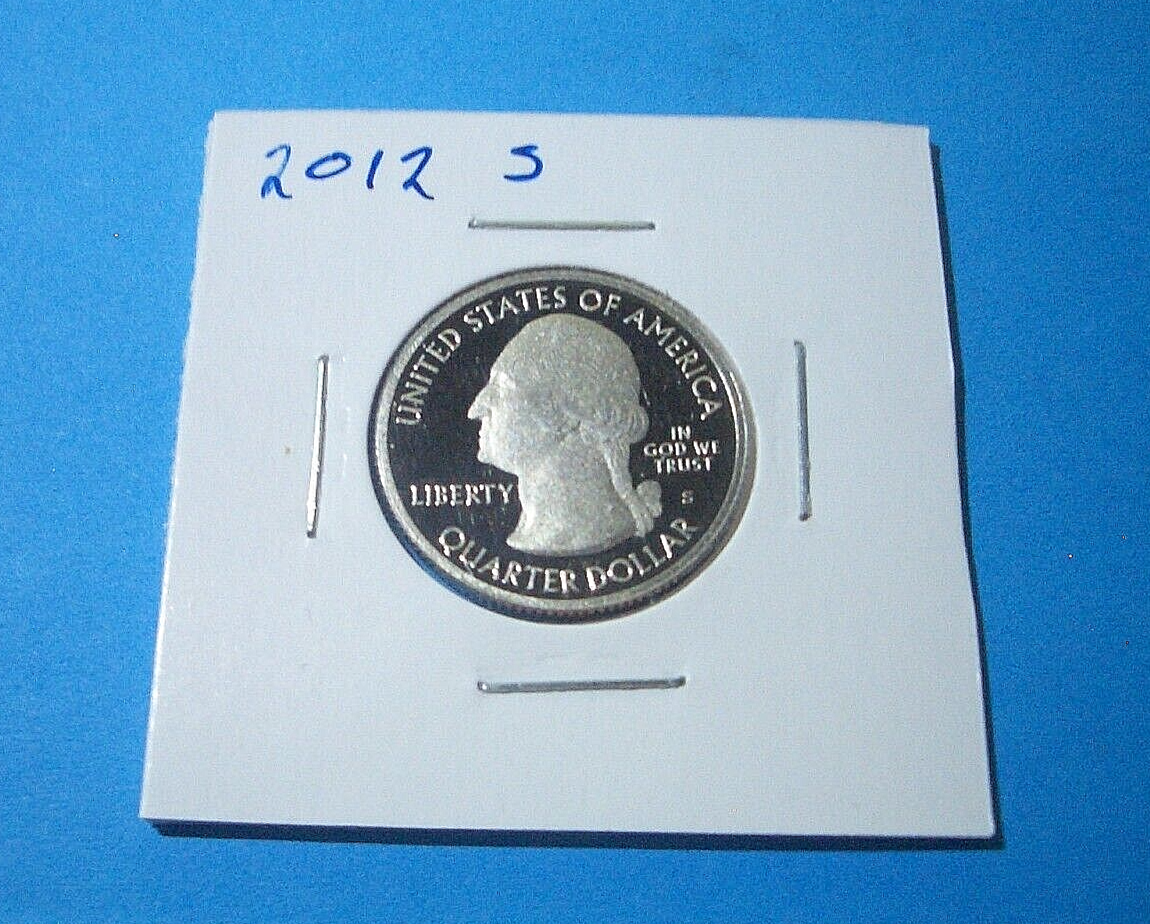 2012 S
UNITED STATES OF AMERICA
IN
GOD WE
TRUST
LIBERTY
S
QUARTER DOLLAR